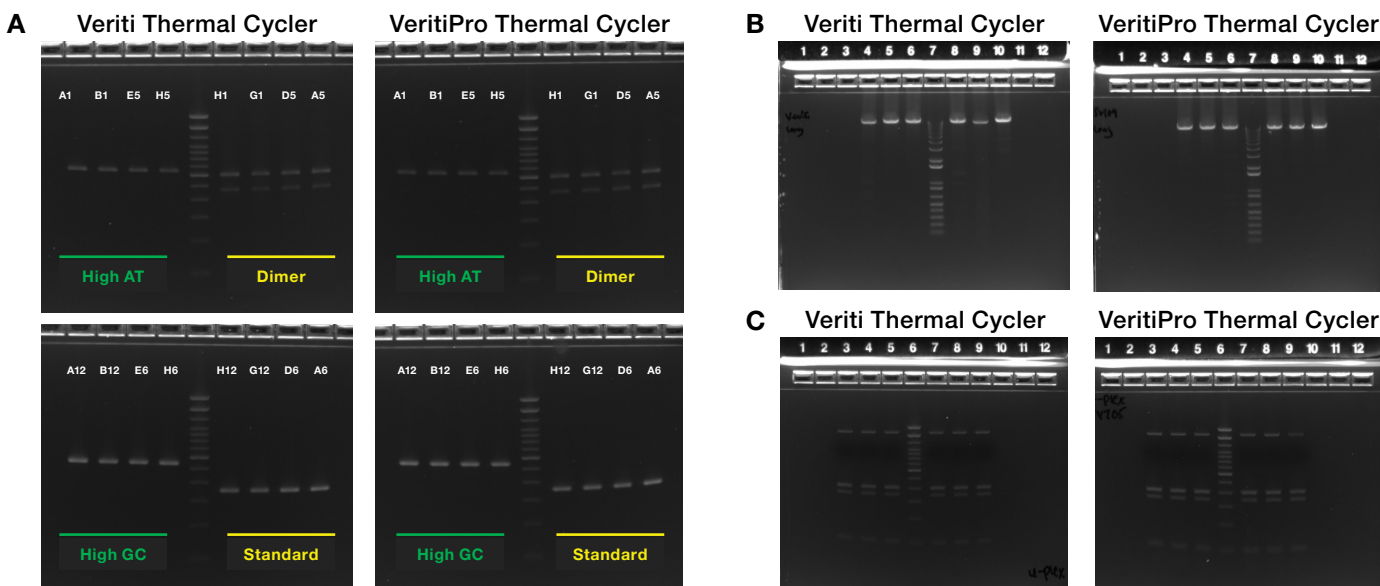 A
Veriti Thermal Cycler
A1 B1 E5 H5 H1 G1 D5 A5
High AT Dimer
VeritiPro Thermal Cycler
A1 B1 E5 H5 H1 G1 D5 A5
High AT Dimer
A12 B12 E6 H6 H12 G12 D6 A6
High GC Standard
A12 B12 E6 H6 H12 G12 D6 A6
High GC Standard
B
Veriti Thermal Cycler
1 2 3 4 5 6 7 8 9 10 11 12
Veriti
long
VeritiPro Thermal Cycler
1 2 3 4 5 6 7 8 9 10 11 12
long
C
Veriti Thermal Cycler
1 2 3 4 5 6 7 8 9 10 11 12
u-plex
VeritiPro Thermal Cycler
1 2 3 4 5 6 7 8 9 10 11 12
-plex